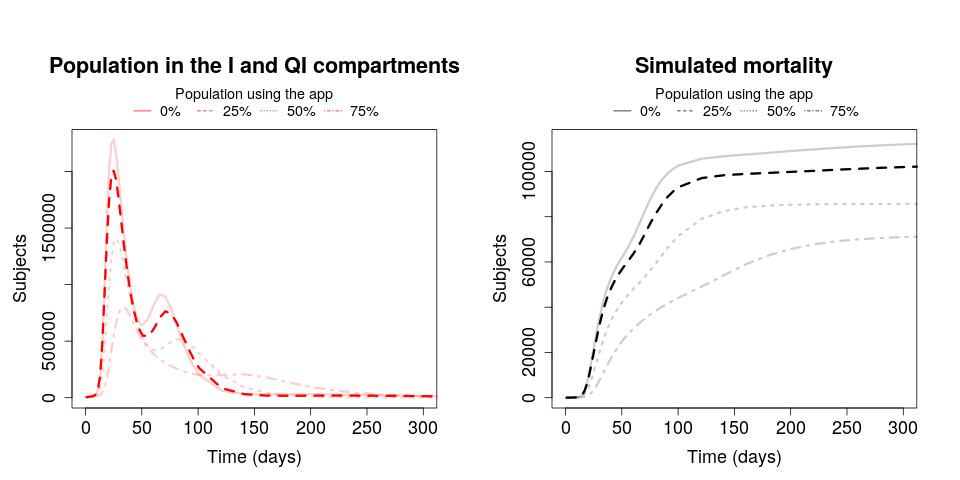 Population in the I and QI compartments
Population using the app
0% 25% 50% 75%
Subjects
1500000
500000
0
0 50 100 150 200 250 300
Time (days)
Simulated mortality
Population using the app
0% 25% 50% 75%
Subjects
100000
60000
20000
0
0 50 100 150 200 250 300
Time (days)